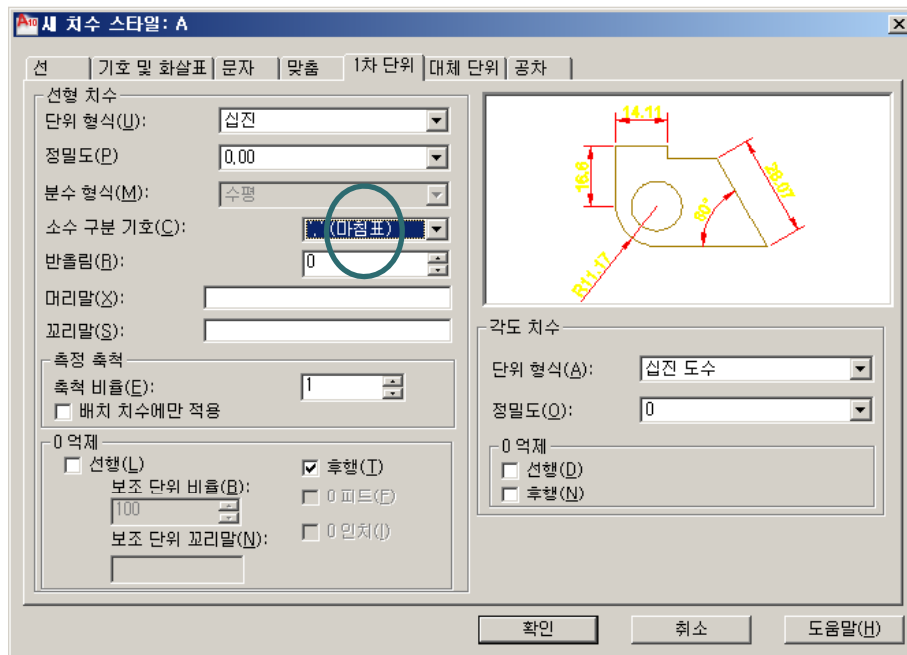 A10 새 치수 스타일: A
선 기호 및 화살표 문자 맞춤 1차 단위 대체 단위 공차
선형 치수
단위 형식(U): 십진
정밀도(P) 0.00
분수 형식(M): 수평
소수 구분 기호(C): '.' (마침표)
반올림(R): 0
머리말(X):
꼬리말(S):
측정 축척
축척 비율(E): 1
배치 치수에만 적용
0 억제
선행(L) 후행(T)
보조 단위 비율(B): 0 피트(F)
100
0 인치(I)
보조 단위 꼬리말(N):
14.11
16.6
28.07
60°
R11.17
각도 치수
단위 형식(A): 십진 도수
정밀도(O): 0
0 억제
선행(D)
후행(N)
확인 취소 도움말(H)